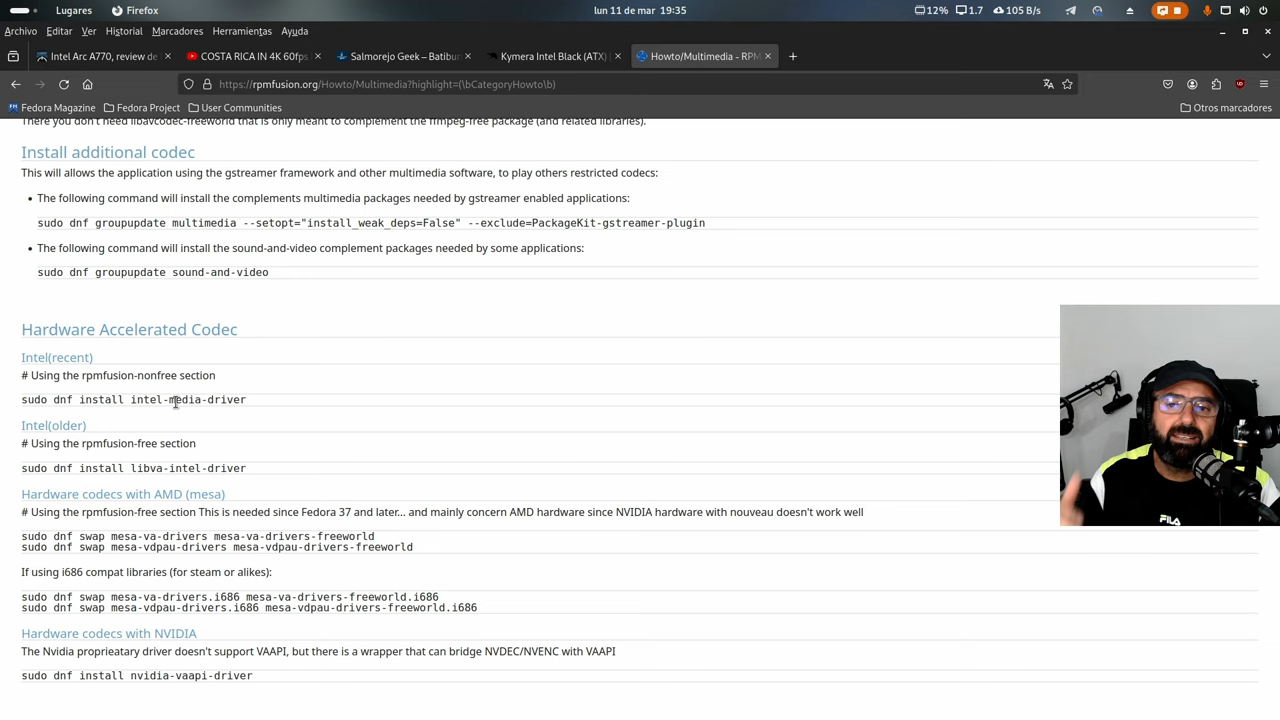 Lugares
Firefox
lun 11 de mar 19:35
12%
1.7
105 B/s
Archivo Editar Ver Historial Marcadores Herramientas Ayuda
Intel Arc A770, review de
COSTA RICA IN 4K 60fps
Salmorejo Geek – Batibur
Kymera Intel Black (ATX)
Howto/Multimedia - RPM
https://rpmfusion.org/Howto/Multimedia?highlight=(\bCategoryHowto\b)
Fedora Magazine
Fedora Project
User Communities
Otros marcadores
There you don't need libavcodec-freeworld that is only meant to complement the ffmpeg-free package (and related libraries).
Install additional codec
This will allows the application using the gstreamer framework and other multimedia software, to play others restricted codecs:
The following command will install the complements multimedia packages needed by gstreamer enabled applications:
sudo dnf groupupdate multimedia --setopt="install_weak_deps=False" --exclude=PackageKit-gstreamer-plugin
The following command will install the sound-and-video complement packages needed by some applications:
sudo dnf groupupdate sound-and-video
Hardware Accelerated Codec
Intel(recent)
# Using the rpmfusion-nonfree section
sudo dnf install intel-media-driver
Intel(older)
# Using the rpmfusion-free section
sudo dnf install libva-intel-driver
Hardware codecs with AMD (mesa)
# Using the rpmfusion-free section This is needed since Fedora 37 and later... and mainly concern AMD hardware since NVIDIA hardware with nouveau doesn't work well
sudo dnf swap mesa-va-drivers mesa-va-drivers-freeworld
sudo dnf swap mesa-vdpau-drivers mesa-vdpau-drivers-freeworld
If using i686 compat libraries (for steam or alikes):
sudo dnf swap mesa-va-drivers.i686 mesa-va-drivers-freeworld.i686
sudo dnf swap mesa-vdpau-drivers.i686 mesa-vdpau-drivers-freeworld.i686
Hardware codecs with NVIDIA
The Nvidia proprieatary driver doesn't support VAAPI, but there is a wrapper that can bridge NVDEC/NVENC with VAAPI
sudo dnf install nvidia-vaapi-driver
FILA